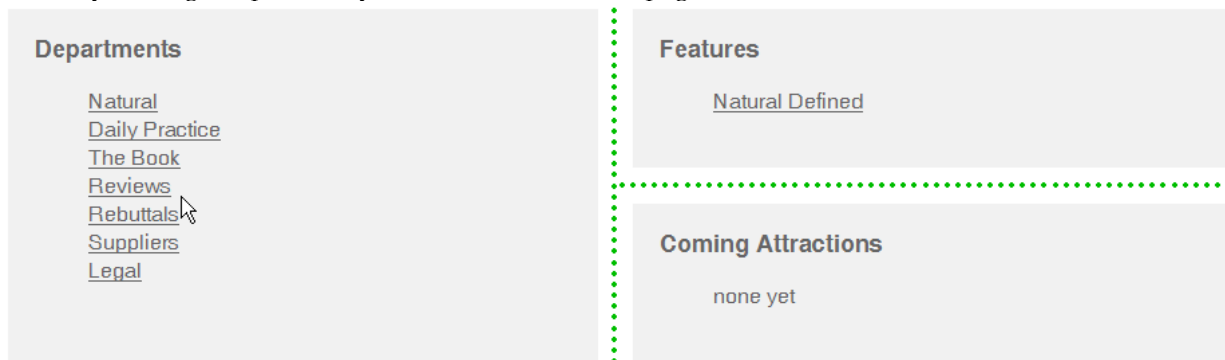 Departments
Natural
Daily Practice
The Book
Reviews
Rebuttals
Suppliers
Legal
Features
Natural Defined
Coming Attractions
none yet